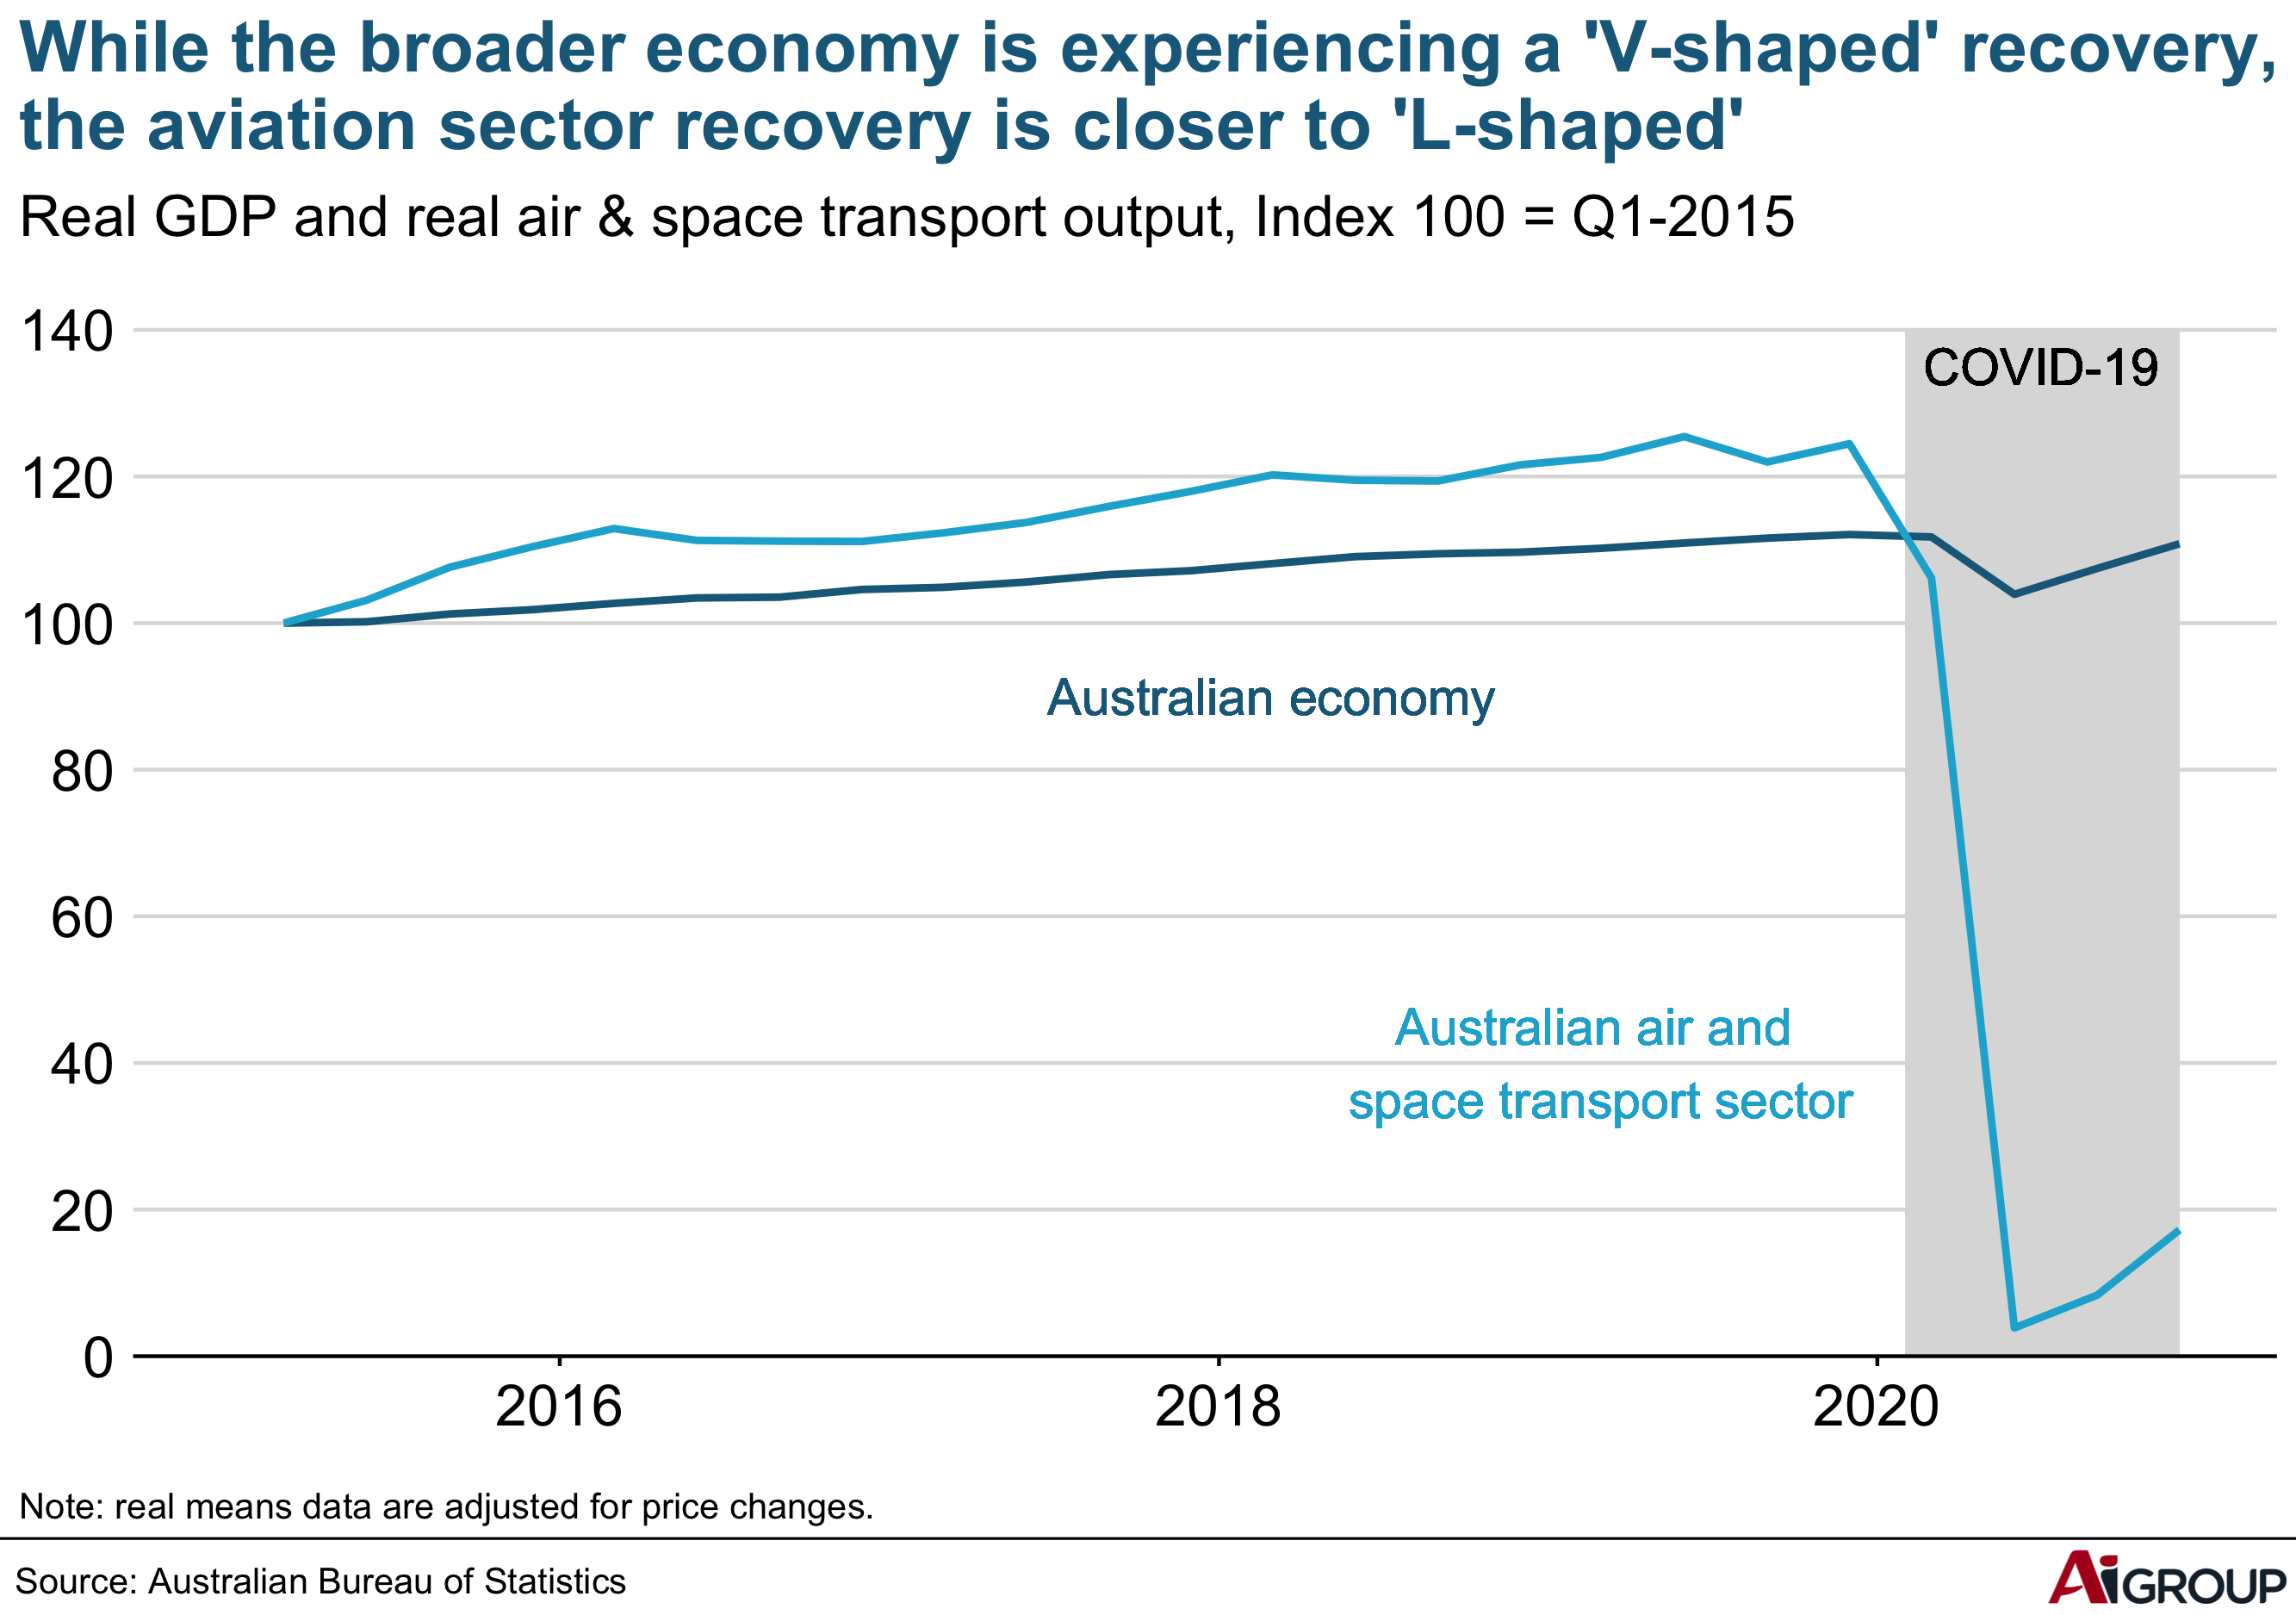 While the broader economy is experiencing a 'V-shaped' recovery,
the aviation sector recovery is closer to 'L-shaped'
Real GDP and real air & space transport output, Index 100 = Q1-2015
140
COVID-19
120
100
Australian economy
80
60
Australian air and
40
space transport sector
20
0
2016
2018
2020
Note: real means data are adjusted for price changes.
Source: Australian Bureau of Statistics
Ai GROUP